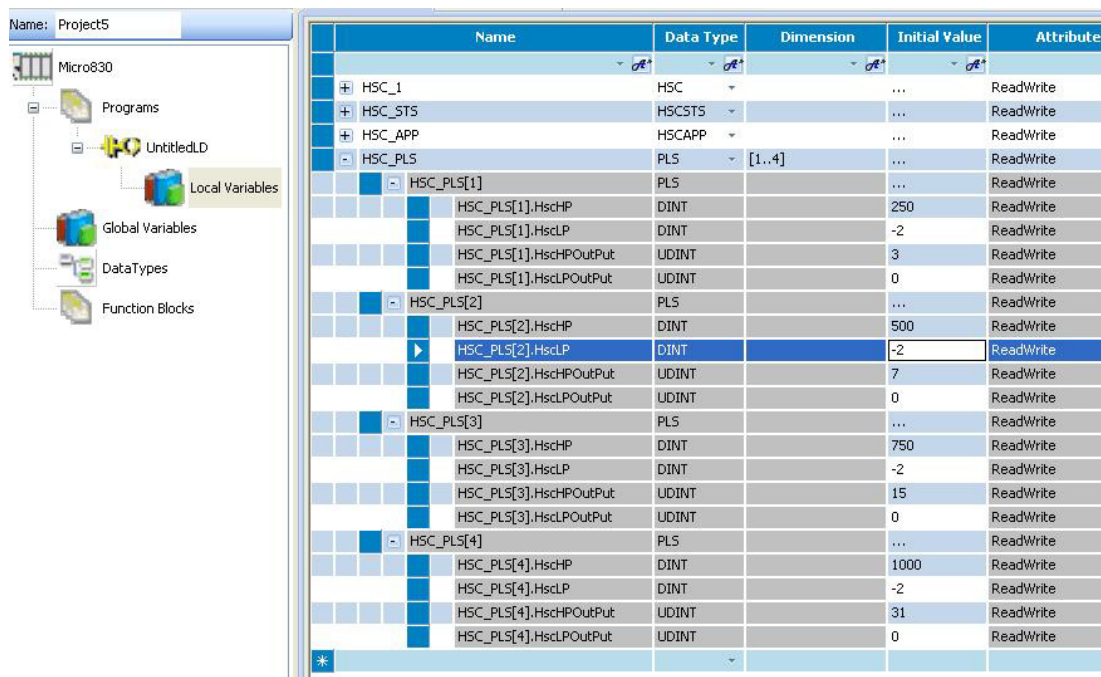 Name: Project5
Micro830
Programs
UntitledLD
Local Variables
Global Variables
DataTypes
Function Blocks
Name Data Type Dimension Initial Value Attribute
HSC_1 HSC ... ReadWrite
HSC_STS HSCSTS ... ReadWrite
HSC_APP HSCAPP ... ReadWrite
HSC_PLS PLS [1..4] ... ReadWrite
HSC_PLS[1] PLS ... ReadWrite
HSC_PLS[1].HscHP DINT 250 ReadWrite
HSC_PLS[1].HscLP DINT -2 ReadWrite
HSC_PLS[1].HscHPOutPut UDINT 3 ReadWrite
HSC_PLS[1].HscLPOutPut UDINT 0 ReadWrite
HSC_PLS[2] PLS ... ReadWrite
HSC_PLS[2].HscHP DINT 500 ReadWrite
HSC_PLS[2].HscLP DINT -2 ReadWrite
HSC_PLS[2].HscHPOutPut UDINT 7 ReadWrite
HSC_PLS[2].HscLPOutPut UDINT 0 ReadWrite
HSC_PLS[3] PLS ... ReadWrite
HSC_PLS[3].HscHP DINT 750 ReadWrite
HSC_PLS[3].HscLP DINT -2 ReadWrite
HSC_PLS[3].HscHPOutPut UDINT 15 ReadWrite
HSC_PLS[3].HscLPOutPut UDINT 0 ReadWrite
HSC_PLS[4] PLS ... ReadWrite
HSC_PLS[4].HscHP DINT 1000 ReadWrite
HSC_PLS[4].HscLP DINT -2 ReadWrite
HSC_PLS[4].HscHPOutPut UDINT 31 ReadWrite
HSC_PLS[4].HscLPOutPut UDINT 0 ReadWrite